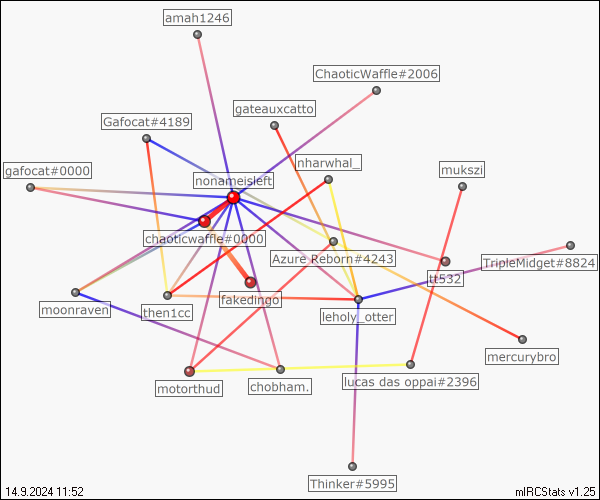 amah1246
ChaoticWaffle#2006
gateauxcatto
Gafocat#4189
nharwhal_
mukszi
gafocat#0000
nonameisleft
chaoticwaffle#0000
Azure Reborn#4243
TripleMidget#8824
tt532
fakedingo
moonraven
then1cc
leholy_otter
mercurybro
motorthud
chobham.
lucas das oppai#2396
Thinker#5995
14.9.2024 11:52
mIRCStats v1.25